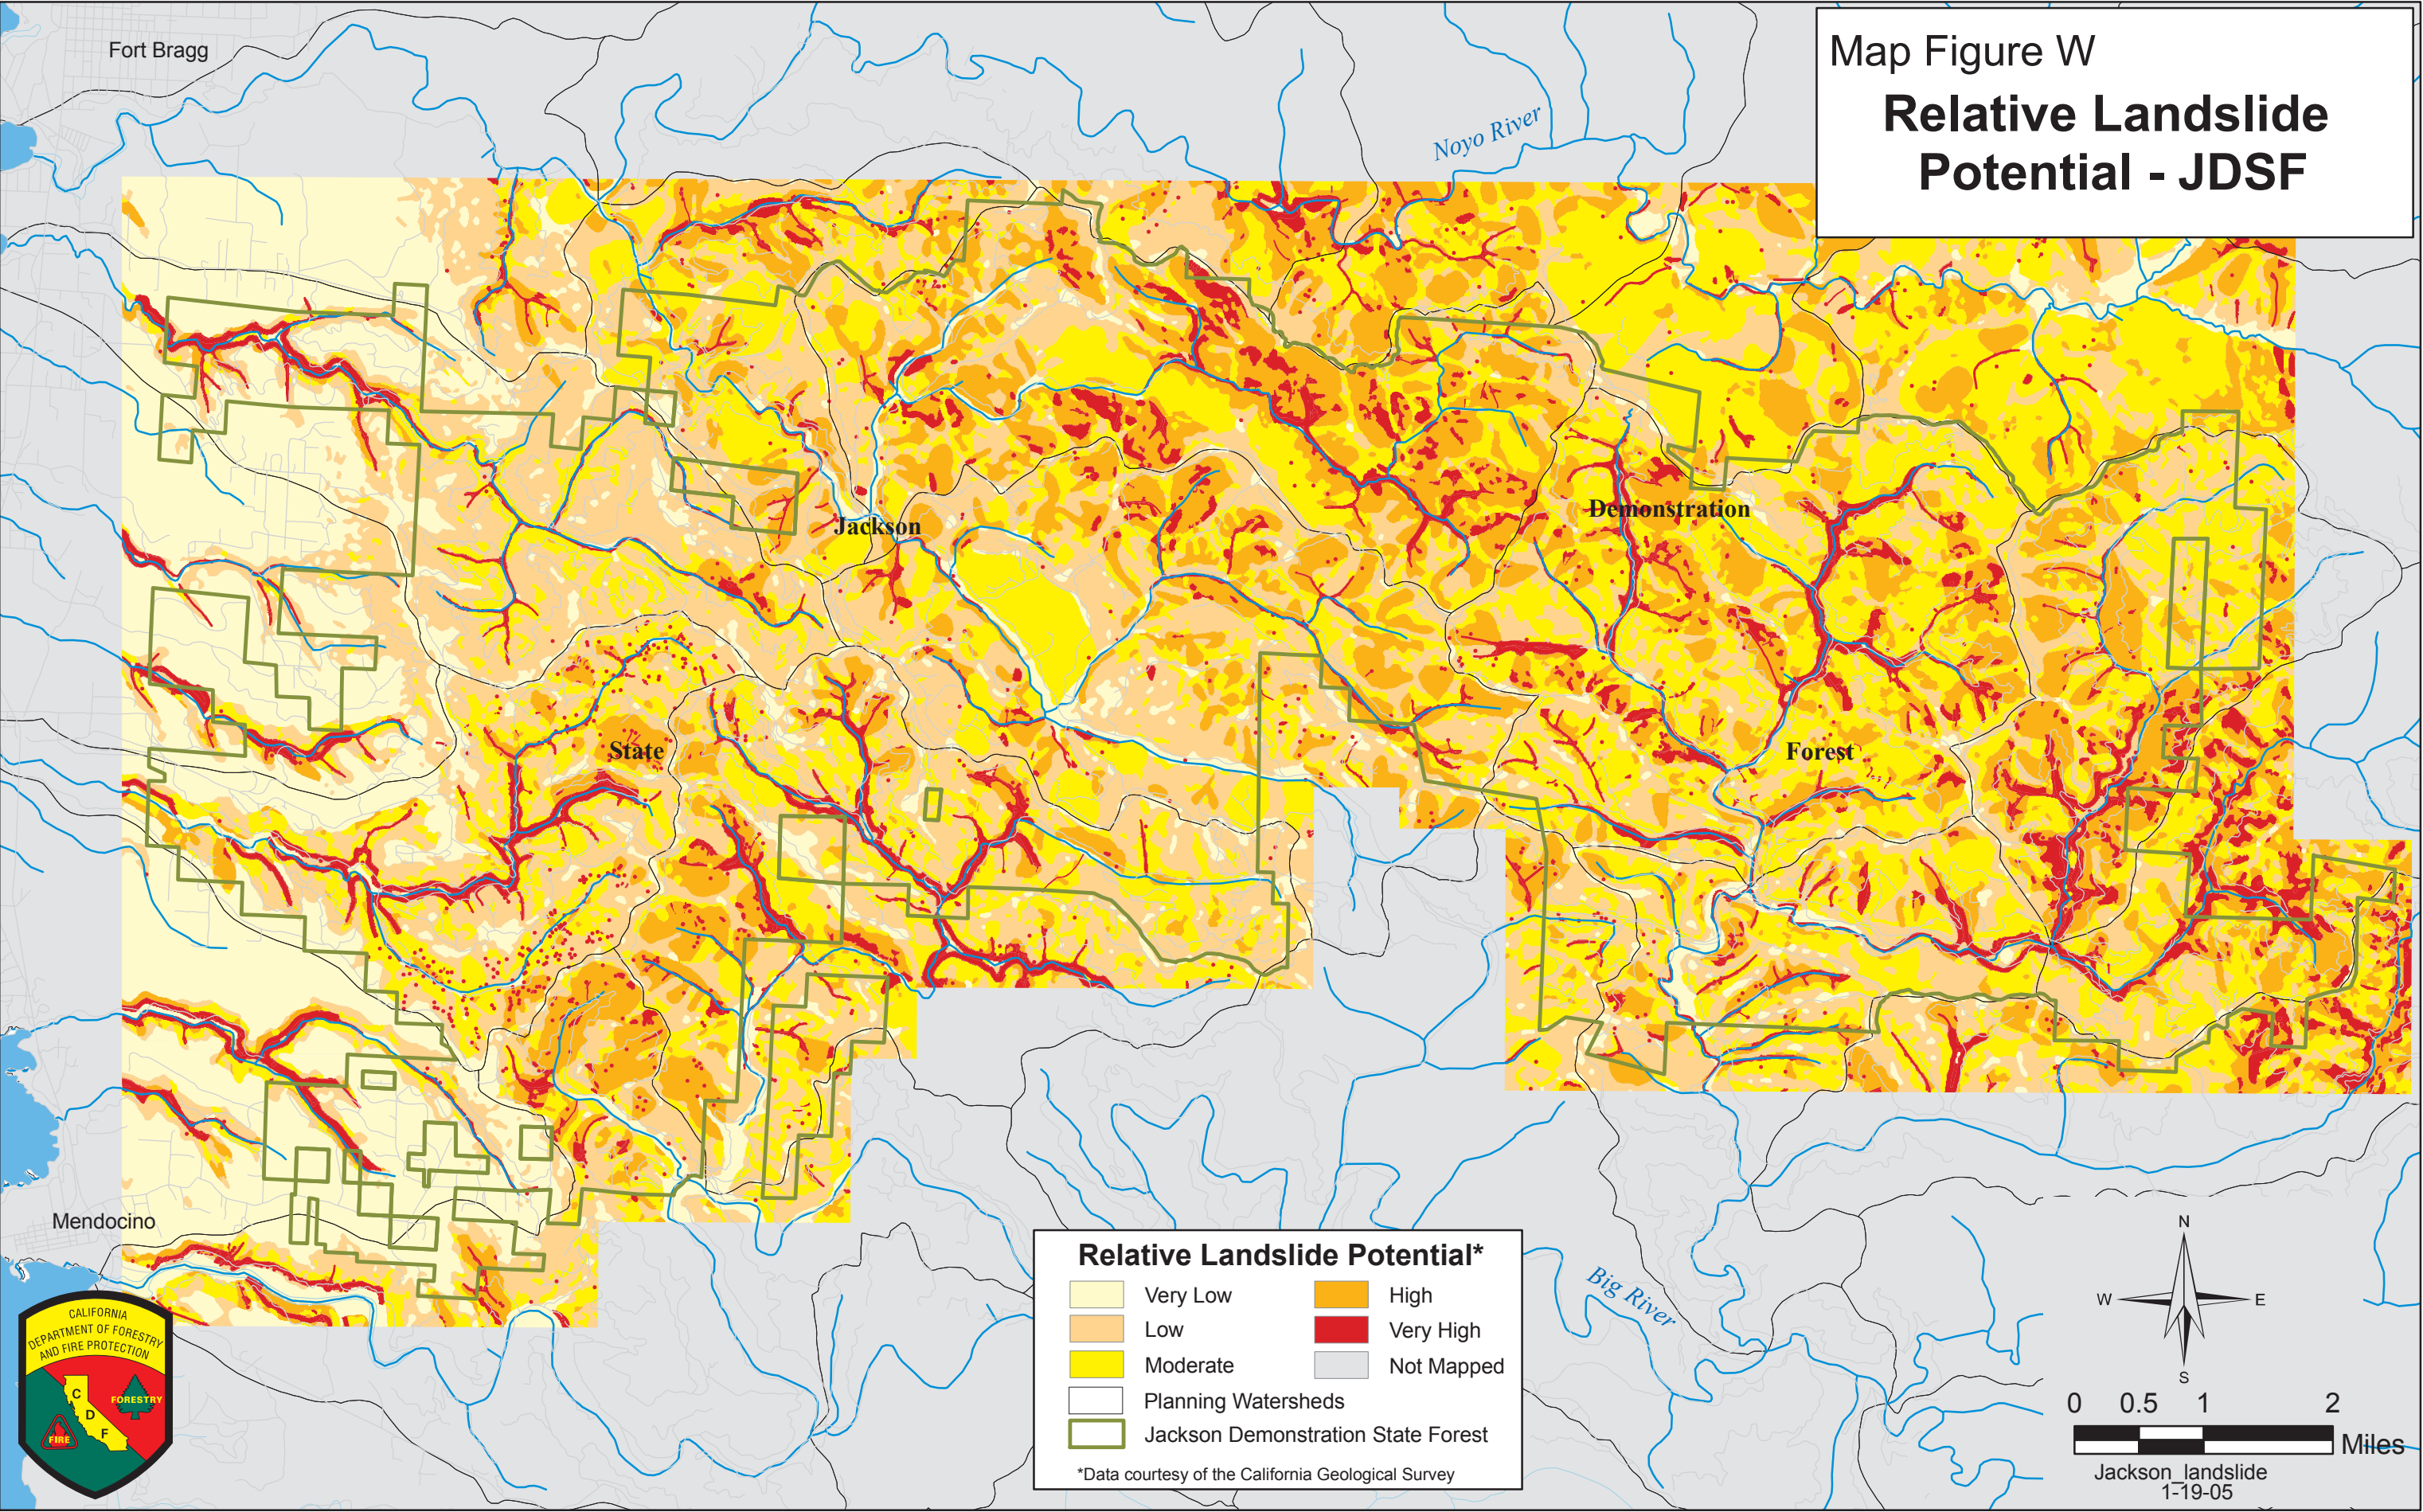 Map Figure W
Relative Landslide
Potential - JDSF
Fort Bragg
Noyo River
Jackson
Demonstration
State
Forest
Mendocino
Big River
Relative Landslide Potential*
Very Low
Low
Moderate
High
Very High
Not Mapped
Planning Watersheds
Jackson Demonstration State Forest
*Data courtesy of the California Geological Survey
N
W E
S
0 0.5 1 2
Miles
Jackson_landslide
1-19-05
CALIFORNIA
DEPARTMENT OF FORESTRY
AND FIRE PROTECTION
C
D
F
FORESTRY
FIRE